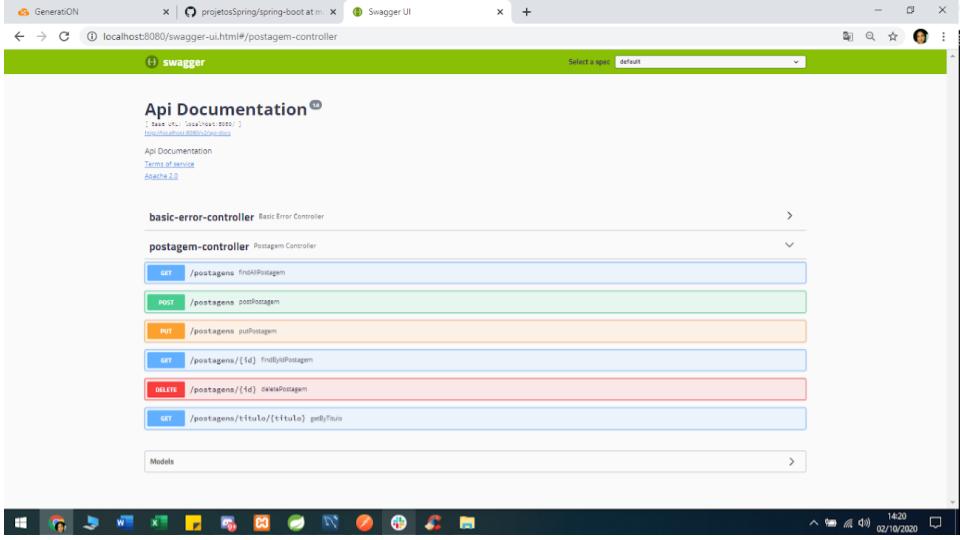 GeneratiON
projetosSpring/spring-boot at m
Swagger UI
localhost:8080/swagger-ui.html#/postagem-controller
swagger
Select a spec
default
Api Documentation 1.0
[ Base URL: localhost:8080/ ]
http://localhost:8080/v2/api-docs
Api Documentation
Terms of service
Apache 2.0
basic-error-controller Basic Error Controller
postagem-controller Postagem Controller
GET /postagens findAllPostagem
POST /postagens postPostagem
PUT /postagens putPostagem
GET /postagens/{id} findByIdPostagem
DELETE /postagens/{id} deletePostagem
GET /postagens/titulo/{titulo} getByTitulo
Models
14:20
02/10/2020